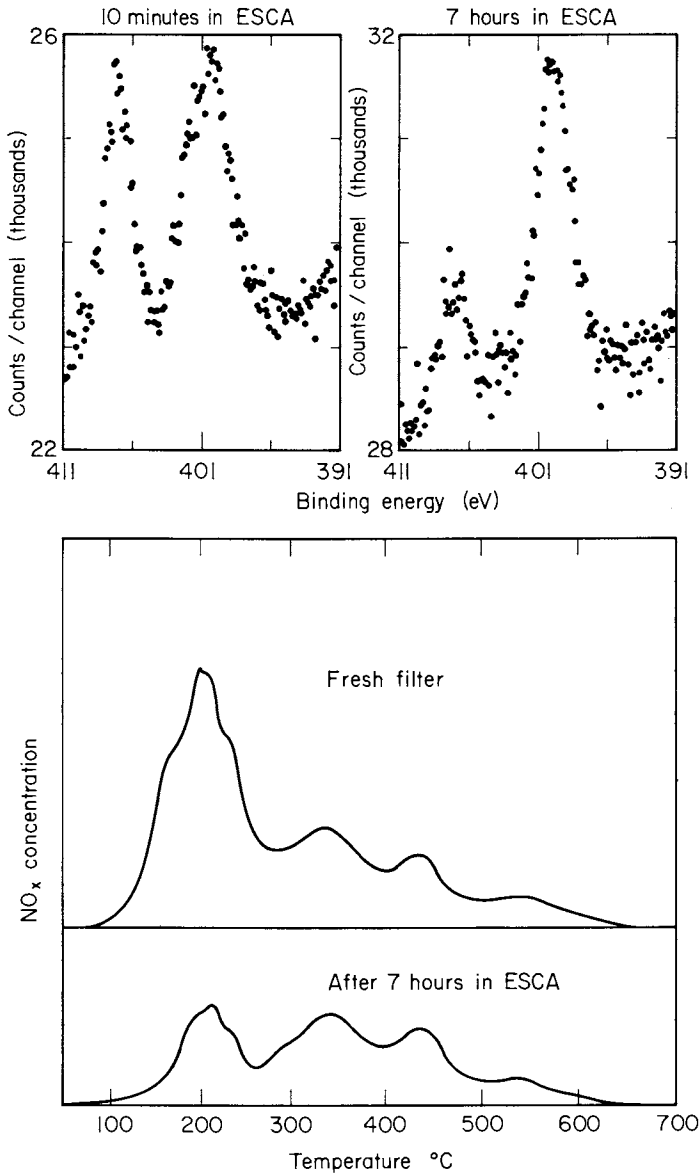 10 minutes in ESCA
7 hours in ESCA
26
32
Counts / channel (thousands)
Counts / channel (thousands)
22
28
411
401
391
411
401
391
Binding energy (eV)
Fresh filter
NOx concentration
After 7 hours in ESCA
100
200
300
400
500
600
700
Temperature °C